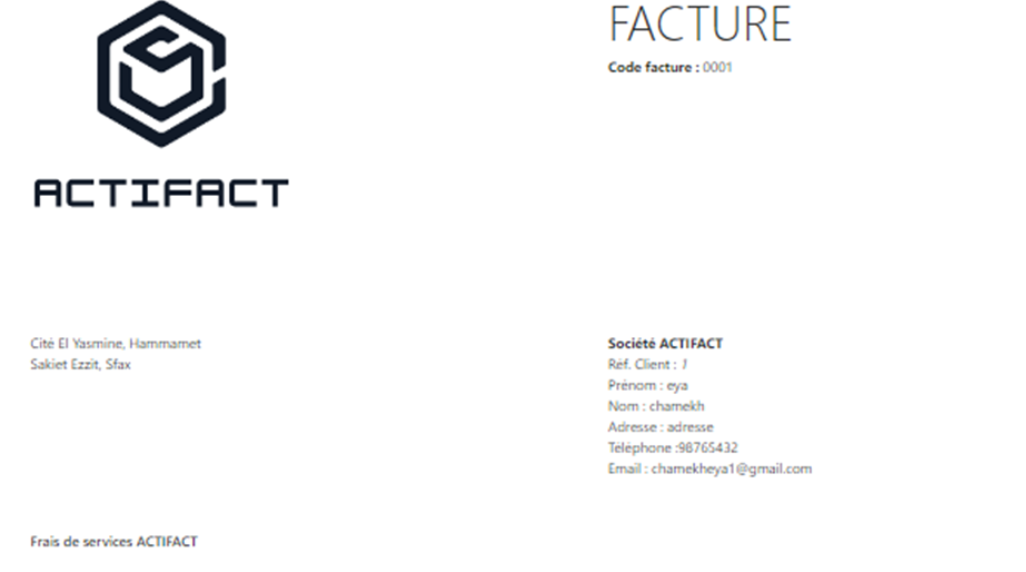 FACTURE
Code facture : 0001
ACTIFACT
Cité El Yasmine, Hammamet
Sakiet Ezzit, Sfax
Société ACTIFACT
Réf. Client : 1
Prénom : eya
Nom : chamekh
Adresse : adresse
Téléphone :98765432
Email : chamekheya1@gmail.com
Frais de services ACTIFACT